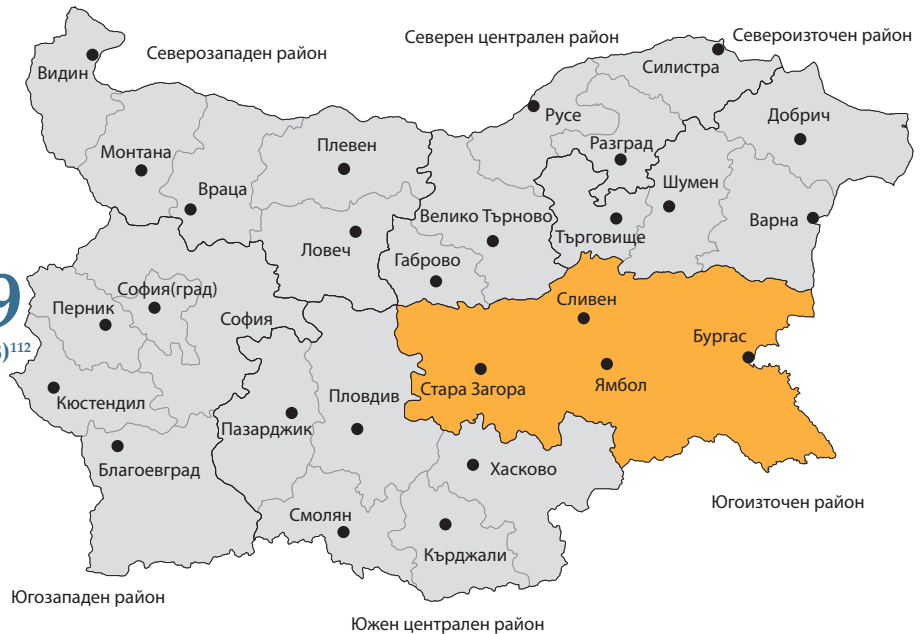 Северен централен район
Североизточен район
Северозападен район
Видин
Силистра
Русе
Добрич
Плевен
Разград
Монтана
Шумен
Враца
Велико Търново
Варна
Ловеч
Търговище
Габрово
9
София(град)
Перник
София
Сливен
)¹¹²
Бургас
Кюстендил
Пловдив
Стара Загора
Ямбол
Пазарджик
Благоевград
Хасково
Югоизточен район
Смолян
Кърджали
Югозападен район
Южен централен район